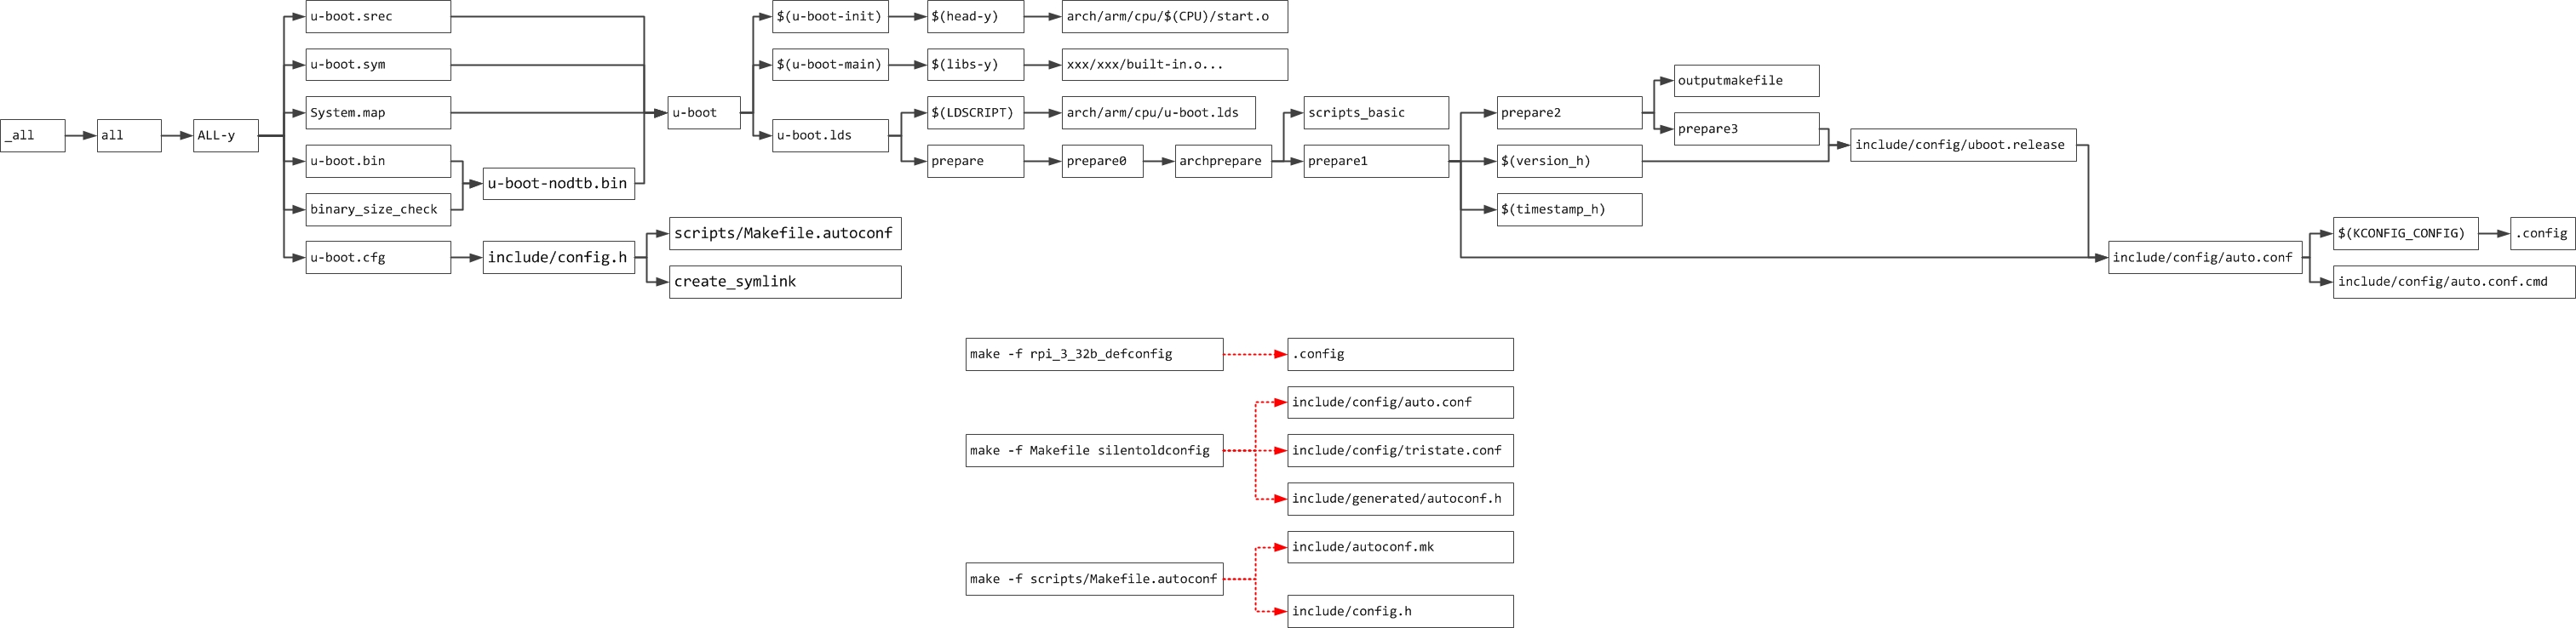 _all
all
ALL-y
u-boot.srec
u-boot.sym
System.map
u-boot.bin
binary_size_check
u-boot.cfg
u-boot-nodtb.bin
include/config.h
scripts/Makefile.autoconf
create_symlink
u-boot
$(u-boot-init)
$(head-y)
arch/arm/cpu/$(CPU)/start.o
$(u-boot-main)
$(libs-y)
xxx/xxx/built-in.o...
u-boot.lds
$(LDSCRIPT)
arch/arm/cpu/u-boot.lds
prepare
prepare0
archprepare
scripts_basic
prepare1
prepare2
$(version_h)
$(timestamp_h)
outputmakefile
prepare3
include/config/uboot.release
include/config/auto.conf
$(KCONFIG_CONFIG)
.config
include/config/auto.conf.cmd
make -f rpi_3_32b_defconfig
.config
make -f Makefile silentoldconfig
include/config/auto.conf
include/config/tristate.conf
include/generated/autoconf.h
make -f scripts/Makefile.autoconf
include/autoconf.mk
include/config.h